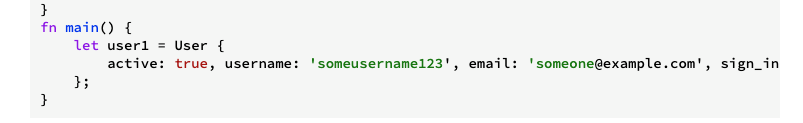 }
fn main() {
    let user1 = User {
        active: true, username: 'someusername123', email: 'someone@example.com', sign_in
    };
}